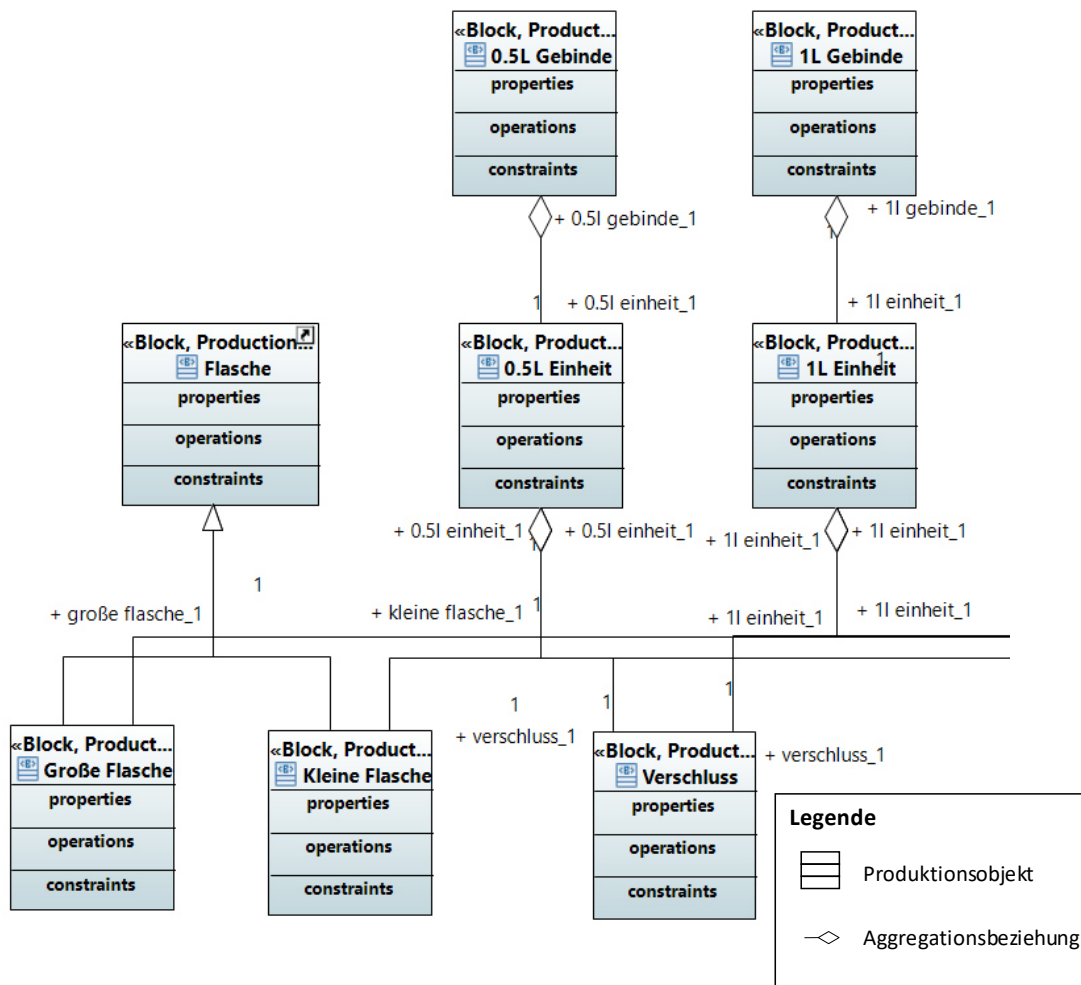 «Block, Product...
0.5L Gebinde
properties
operations
constraints
«Block, Product...
1L Gebinde
properties
operations
constraints
+ 0.5l gebinde_1
+ 1l gebinde_1
1
1
+ 0.5l einheit_1
+ 1l einheit_1
«Block, Production...
Flasche
properties
operations
constraints
«Block, Product...
0.5L Einheit
properties
operations
constraints
«Block, Product...
1L Einheit
1
properties
operations
constraints
+ 0.5l einheit_1
1
+ 0.5l einheit_1
+ 1l einheit_1
+ 1l einheit_1
1
+ große flasche_1
+ kleine flasche_1
1
+ 1l einheit_1
+ 1l einheit_1
1
1
1
+ verschluss_1
+ verschluss_1
«Block, Product...
Große Flasche
properties
operations
constraints
«Block, Product...
Kleine Flasche
properties
operations
constraints
«Block, Product...
Verschluss
properties
operations
constraints
Legende
Produktionsobjekt
Aggregationsbeziehung